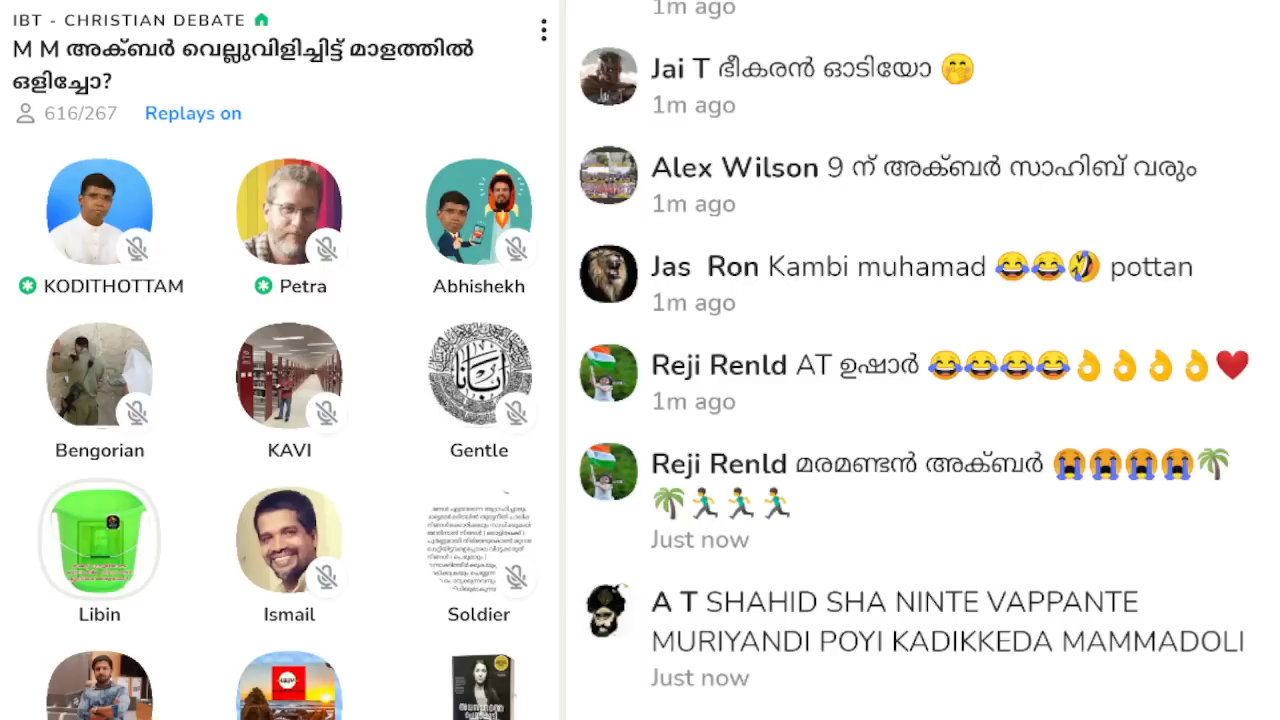 IBT - CHRISTIAN DEBATE
M M അക്ബർ വെല്ലുവിളിച്ചിട്ട് മാളത്തിൽ
ഒളിച്ചോ?
616/267 Replays on
KODITHOTTAM
Petra
Abhishekh
Bengorian
KAVI
Gentle
Libin
Ismail
Soldier
1m ago
Jai T ഭീകരൻ ഓടിയോ 🤭
1m ago
Alex Wilson 9 ന് അക്ബർ സാഹിബ് വരും
1m ago
Jas Ron Kambi muhamad 😂😂🤣 pottan
1m ago
Reji Renld AT ഉഷാർ 😂😂😂😂👌👌👌👌❤️
1m ago
Reji Renld മരമണ്ടൻ അക്ബർ 😭😭😭😭🌴
🌴🏃‍♂️🏃‍♂️🏃‍♂️
Just now
A T SHAHID SHA NINTE VAPPANTE
MURIYANDI POYI KADIKKEDA MAMMADOLI
Just now